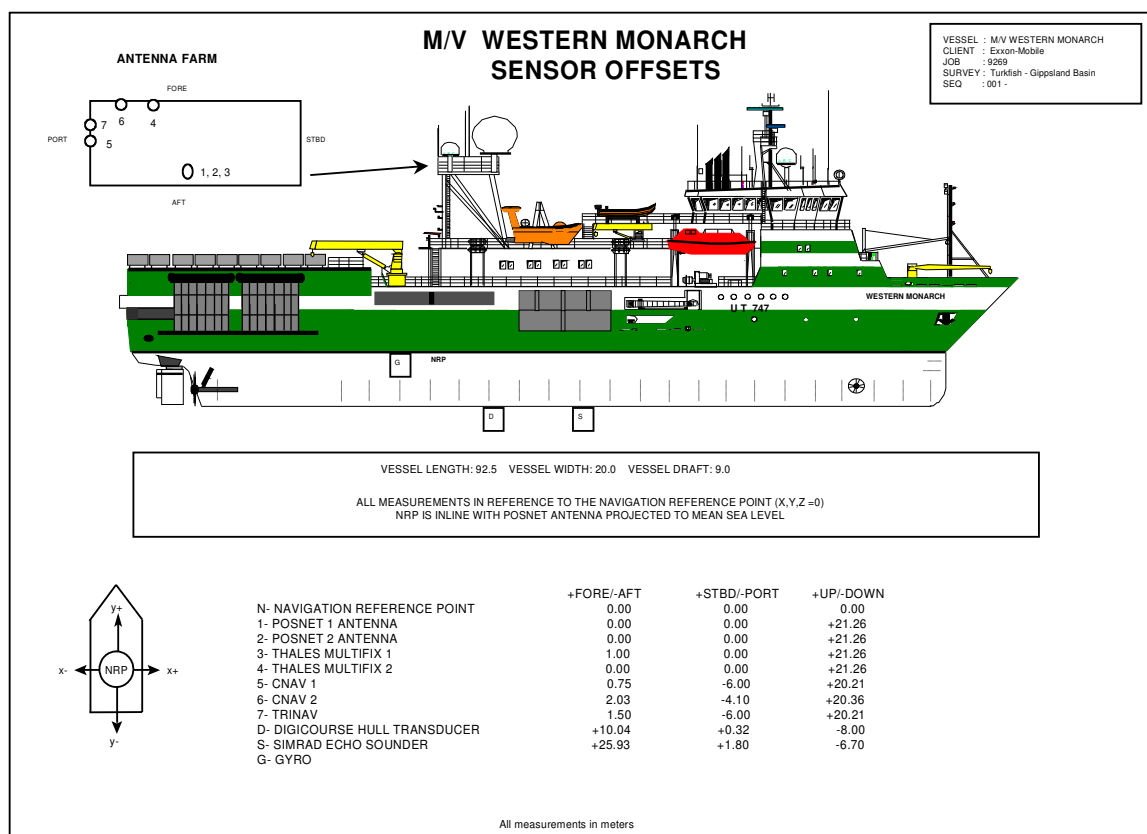 M/V WESTERN MONARCH
SENSOR OFFSETS
VESSEL : M/V WESTERN MONARCH
CLIENT : Exxon-Mobile
JOB : 9269
SURVEY : Turkfish - Gippsland Basin
SEQ : 001 -
ANTENNA FARM
FORE
6 4
7
PORT
5
STBD
1, 2, 3
AFT
WESTERN MONARCH
U T 747
G
NRP
D
S
VESSEL LENGTH: 92.5 VESSEL WIDTH: 20.0 VESSEL DRAFT: 9.0
ALL MEASUREMENTS IN REFERENCE TO THE NAVIGATION REFERENCE POINT (X,Y,Z =0)
NRP IS INLINE WITH POSNET ANTENNA PROJECTED TO MEAN SEA LEVEL
y+
x- NRP x+
y-
+FORE/-AFT +STBD/-PORT +UP/-DOWN
N- NAVIGATION REFERENCE POINT 0.00 0.00 0.00
1- POSNET 1 ANTENNA 0.00 0.00 +21.26
2- POSNET 2 ANTENNA 0.00 0.00 +21.26
3- THALES MULTIFIX 1 1.00 0.00 +21.26
4- THALES MULTIFIX 2 0.00 0.00 +21.26
5- CNAV 1 0.75 -6.00 +20.21
6- CNAV 2 2.03 -4.10 +20.36
7- TRINAV 1.50 -6.00 +20.21
D- DIGICOURSE HULL TRANSDUCER +10.04 +0.32 -8.00
S- SIMRAD ECHO SOUNDER +25.93 +1.80 -6.70
G- GYRO
All measurements in meters